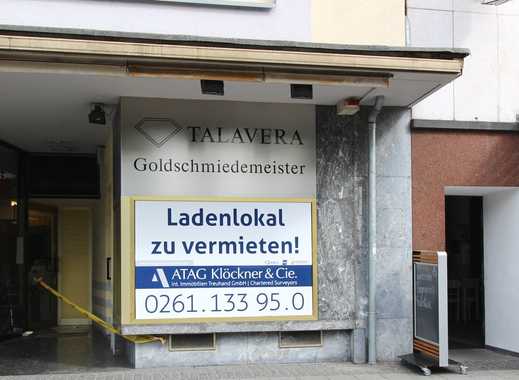 TALAVERA
Goldschmiedemeister
Ladenlokal
zu vermieten!
ATAG Klöckner & Cie.
Int. Immobilien Treuhand GmbH | Chartered Surveyors
0261.133 95.0